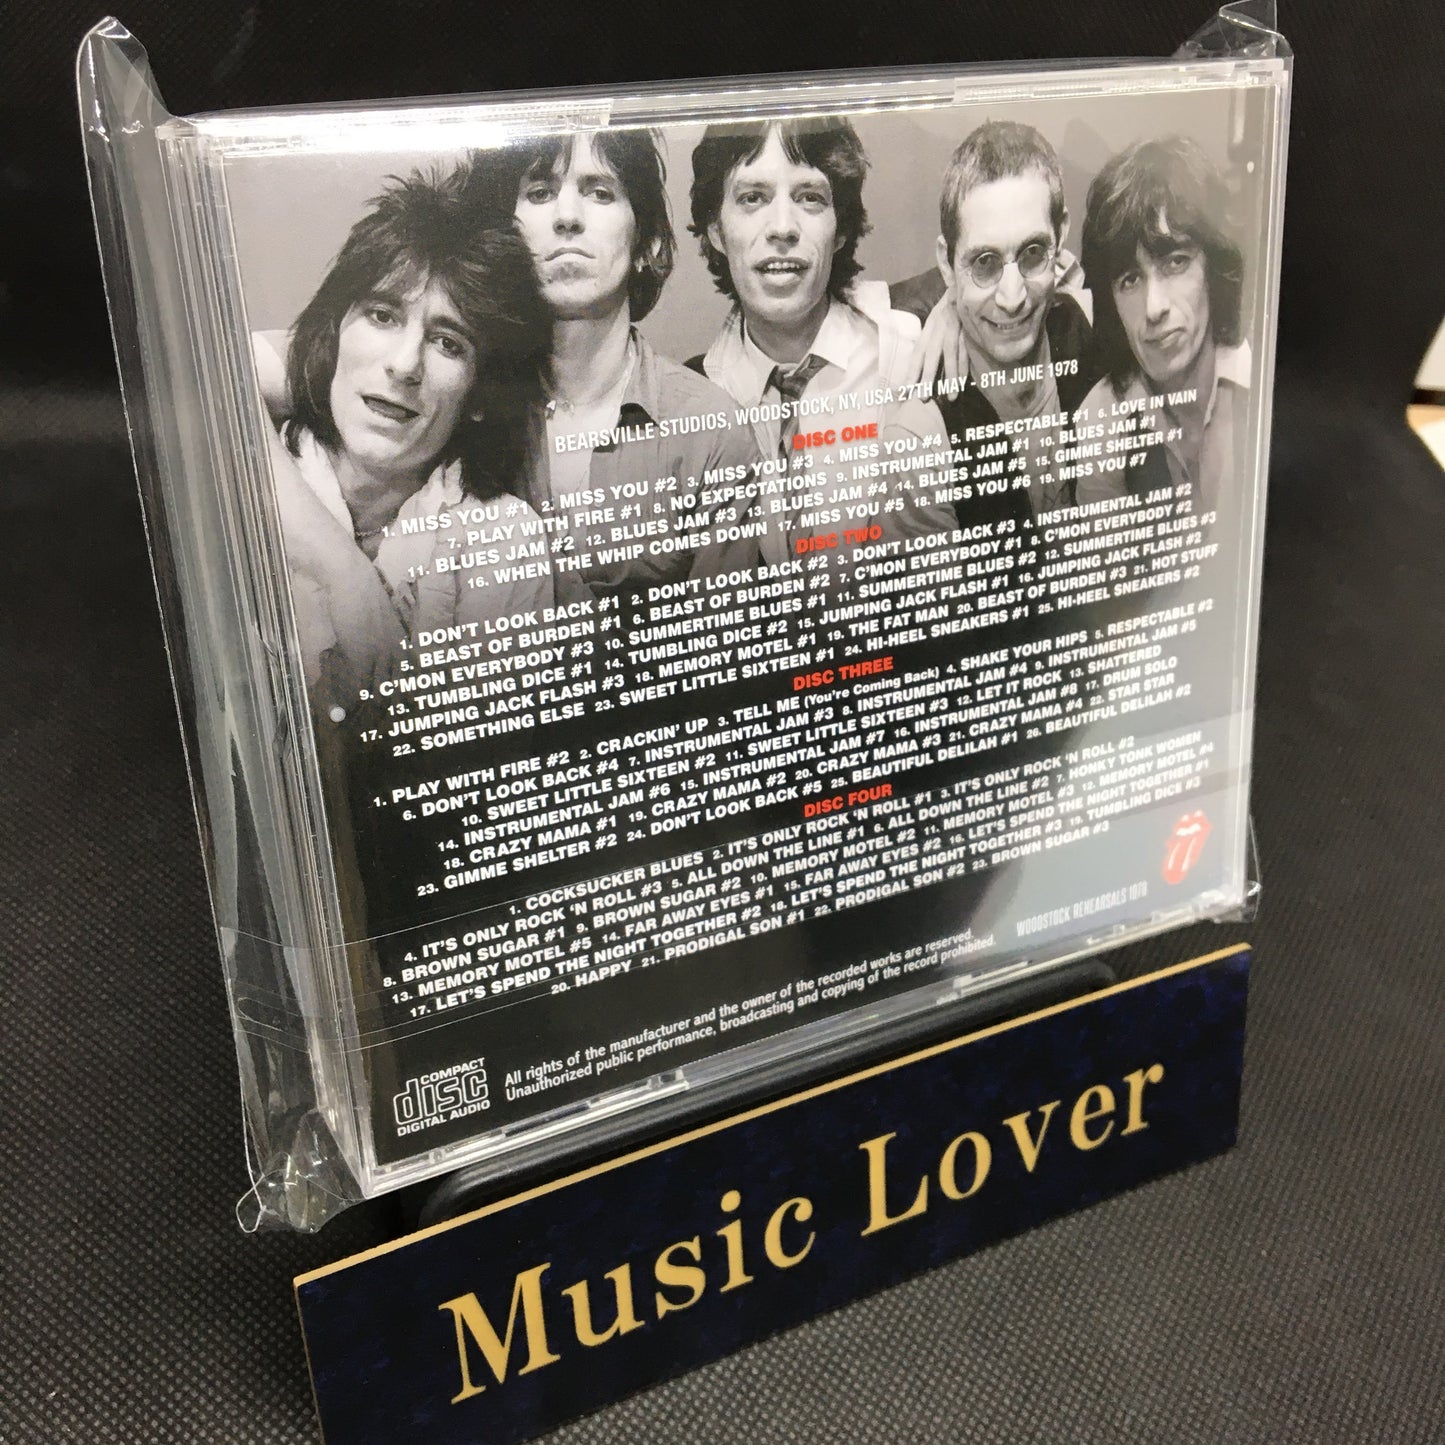 BEARSVILLE STUDIOS, WOODSTOCK, NY, USA 27TH MAY - 8TH JUNE 1978
DISC ONE
1. MISS YOU #1 2. MISS YOU #2 3. MISS YOU #3 4. MISS YOU #4 5. RESPECTABLE #1 6. LOVE IN VAIN
7. PLAY WITH FIRE #1 8. NO EXPECTATIONS 9. INSTRUMENTAL JAM #1 10. BLUES JAM #1
11. BLUES JAM #2 12. BLUES JAM #3 13. BLUES JAM #4 14. BLUES JAM #5 15. GIMME SHELTER #1
16. WHEN THE WHIP COMES DOWN 17. MISS YOU #5 18. MISS YOU #6 19. MISS YOU #7
DISC TWO
1. DON'T LOOK BACK #1 2. DON'T LOOK BACK #2 3. DON'T LOOK BACK #3 4. INSTRUMENTAL JAM #2
5. BEAST OF BURDEN #1 6. BEAST OF BURDEN #2 7. C'MON EVERYBODY #1 8. C'MON EVERYBODY #2
9. C'MON EVERYBODY #3 10. SUMMERTIME BLUES #1 11. SUMMERTIME BLUES #2 12. SUMMERTIME BLUES #3
13. TUMBLING DICE #1 14. TUMBLING DICE #2 15. JUMPING JACK FLASH #1 16. JUMPING JACK FLASH #2
17. JUMPING JACK FLASH #3 18. MEMORY MOTEL #1 19. THE FAT MAN 20. BEAST OF BURDEN #3 21. HOT STUFF
22. SOMETHING ELSE 23. SWEET LITTLE SIXTEEN #1 24. HI-HEEL SNEAKERS #1 25. HI-HEEL SNEAKERS #2
DISC THREE
1. PLAY WITH FIRE #2 2. CRACKIN' UP 3. TELL ME (You're Coming Back) 4. SHAKE YOUR HIPS 5. RESPECTABLE #2
6. DON'T LOOK BACK #4 7. INSTRUMENTAL JAM #3 8. INSTRUMENTAL JAM #4 9. INSTRUMENTAL JAM #5
10. SWEET LITTLE SIXTEEN #2 11. SWEET LITTLE SIXTEEN #3 12. LET IT ROCK 13. SHATTERED
14. INSTRUMENTAL JAM #6 15. INSTRUMENTAL JAM #7 16. INSTRUMENTAL JAM #8 17. DRUM SOLO
18. CRAZY MAMA #1 19. CRAZY MAMA #2 20. CRAZY MAMA #3 21. CRAZY MAMA #4 22. STAR STAR
23. GIMME SHELTER #2 24. DON'T LOOK BACK #5 25. BEAUTIFUL DELILAH #1 26. BEAUTIFUL DELILAH #2
DISC FOUR
1. COCKSUCKER BLUES 2. IT'S ONLY ROCK 'N ROLL #1 3. IT'S ONLY ROCK 'N ROLL #2
4. IT'S ONLY ROCK 'N ROLL #3 5. ALL DOWN THE LINE #1 6. ALL DOWN THE LINE #2 7. HONKY TONK WOMEN
8. BROWN SUGAR #1 9. BROWN SUGAR #2 10. MEMORY MOTEL #2 11. MEMORY MOTEL #3 12. MEMORY MOTEL #4
13. MEMORY MOTEL #5 14. FAR AWAY EYES #1 15. FAR AWAY EYES #2 16. LET'S SPEND THE NIGHT TOGETHER #1
17. LET'S SPEND THE NIGHT TOGETHER #2 18. LET'S SPEND THE NIGHT TOGETHER #3 19. TUMBLING DICE #3
20. HAPPY 21. PRODIGAL SON #1 22. PRODIGAL SON #2 23. BROWN SUGAR #3
WOODSTOCK REHEARSALS 1978
COMPACT
disc
DIGITAL AUDIO
All rights of the manufacturer and the owner of the recorded works are reserved.
Unauthorized public performance, broadcasting and copying of the record prohibited.
Music Lover